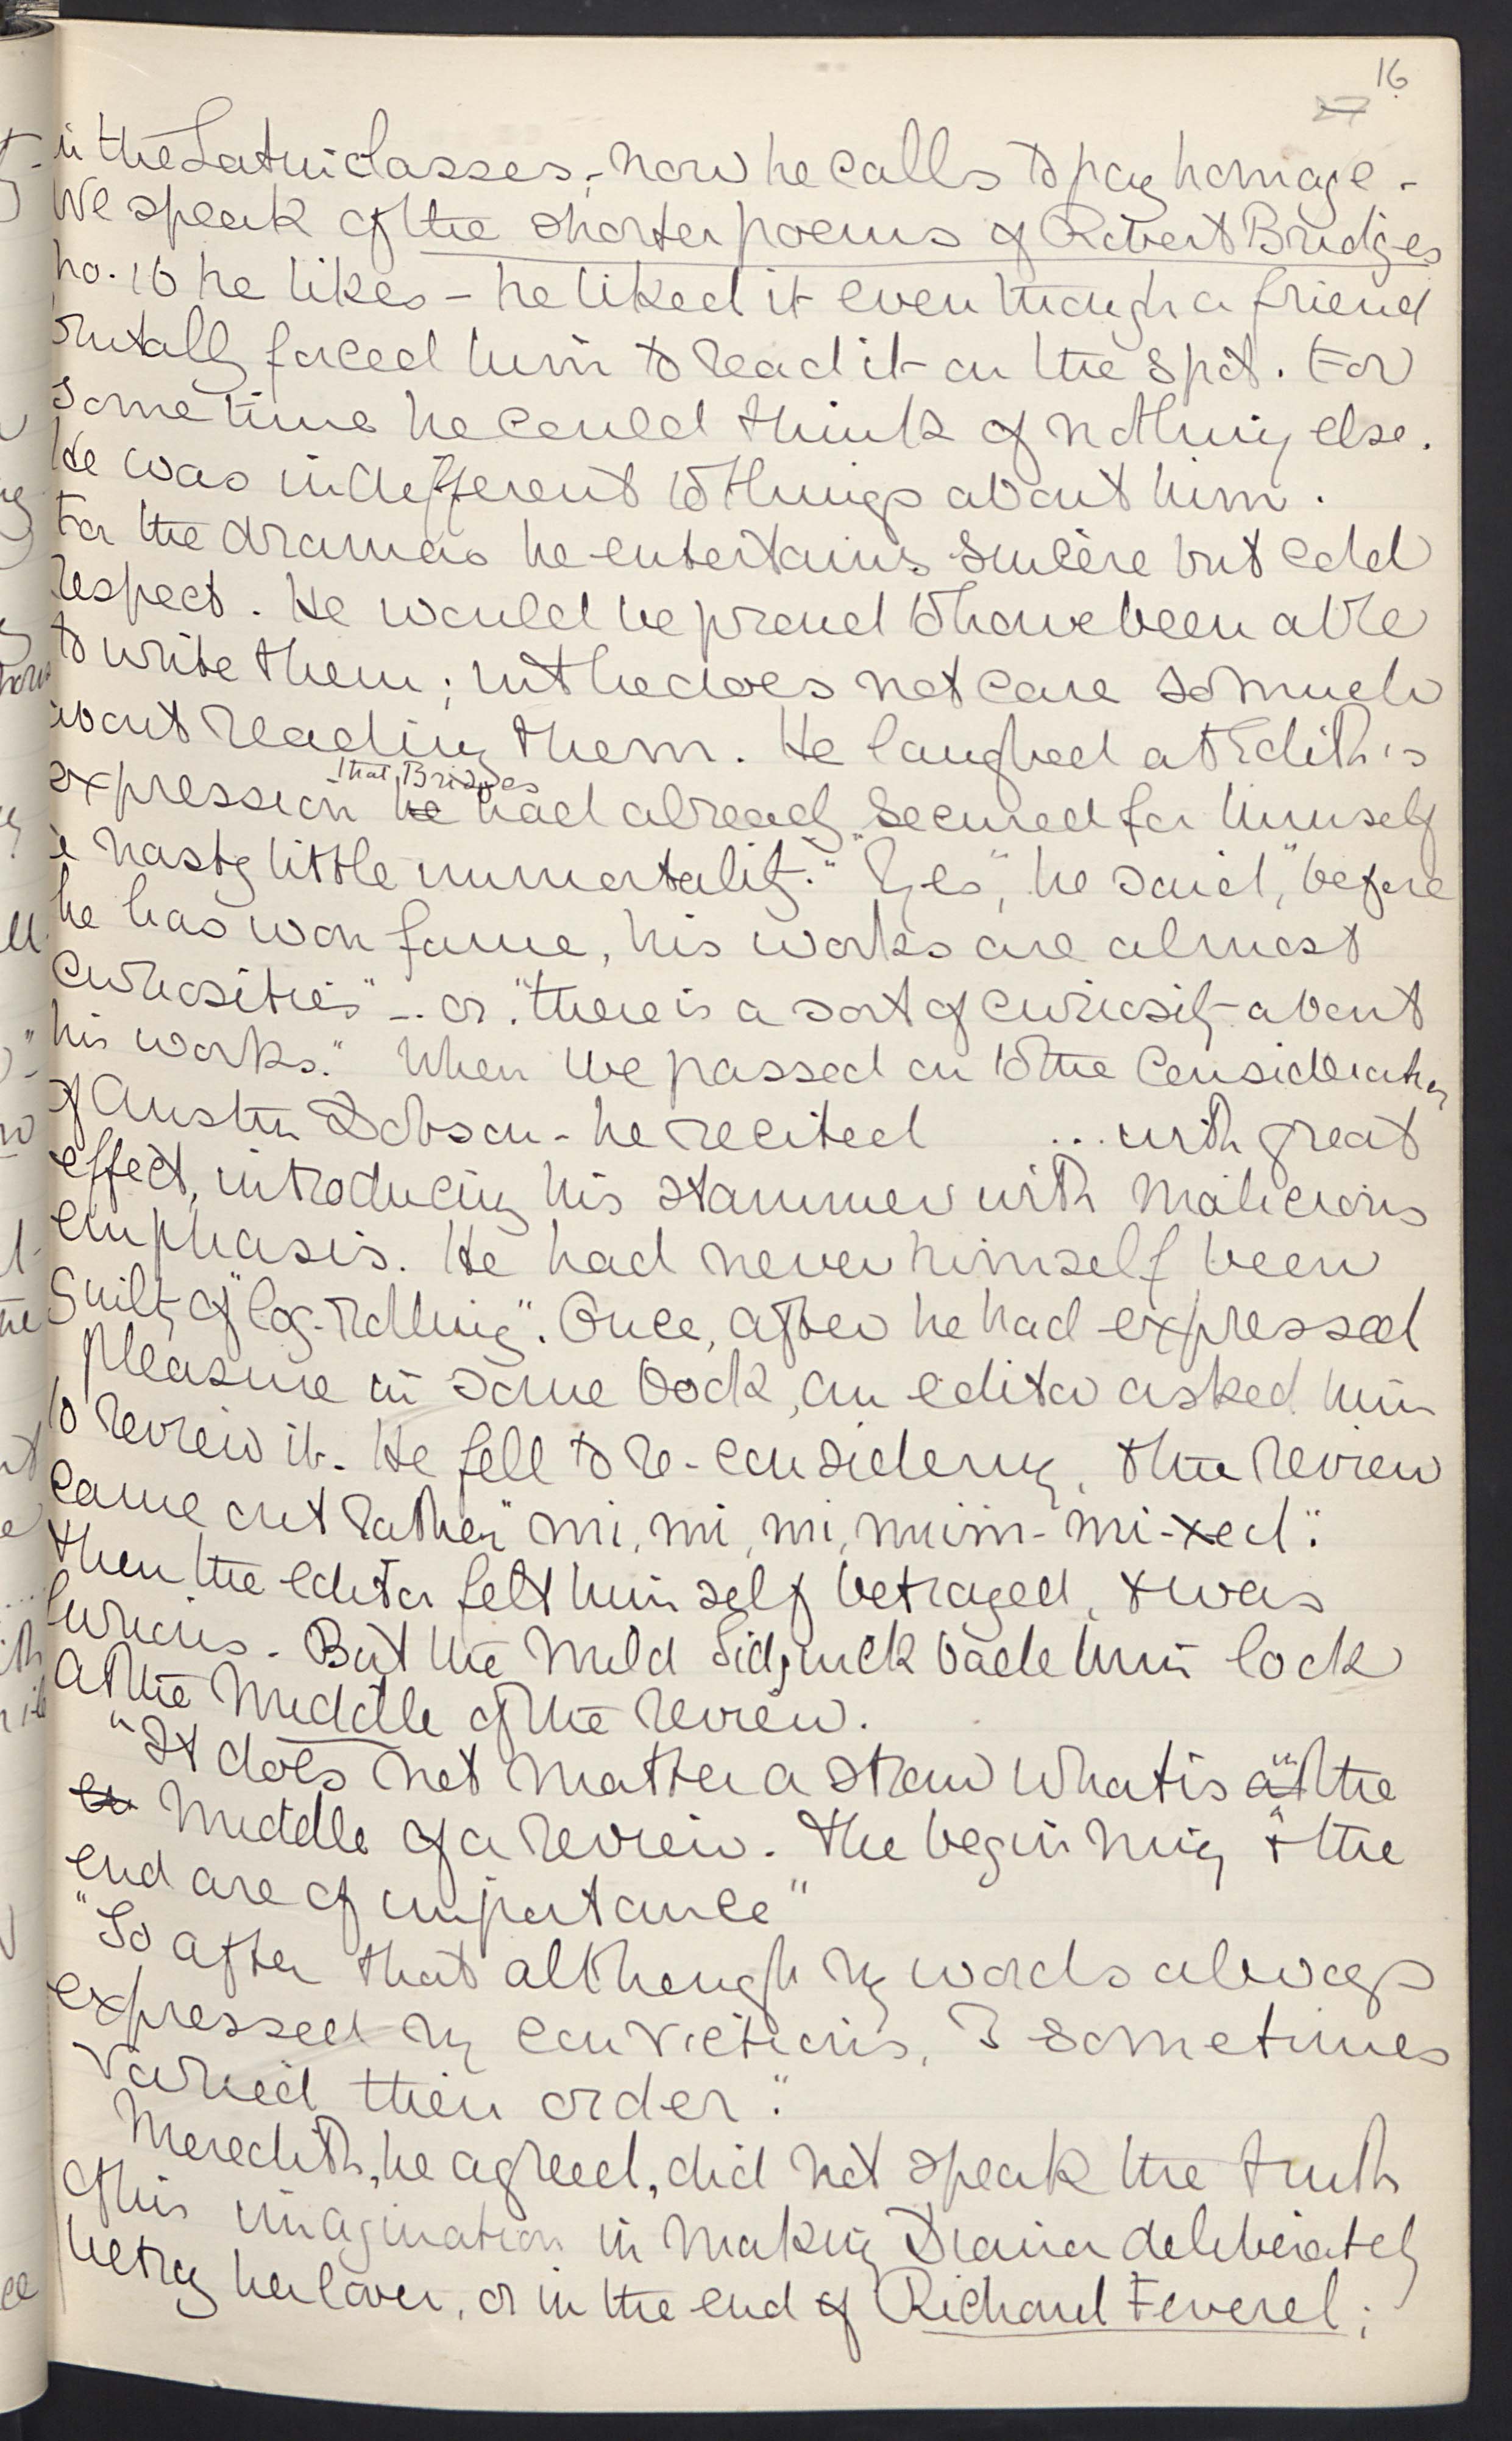 16
27
in the Latin classes, - now he calls to pay homage -
We speak of the shorter poems of Robert Bridges
no. 16 he likes - he liked it even though a friend
brutally forced him to read it on the spot. For
some time he could think of nothing else.
He was indifferent to things about him.
For the dramas he entertains sincere but cold
respect. He would be proud to have been able
to write them; but he does not care so much
about reading them. He laughed at Edith's
expression he that Bridges had already "secured for himself
a nasty little immortality." "Yes", he said, "before
he has won fame, his works are almost
curiosities" - or "there is a sort of curiosity about
his works." When we passed on to the consideration
of Austin Dobson - he recited ... with great
effect, introducing his stammer with malicious
emphasis. He had never himself been
guilty of "log-rolling". Once, after he had expressed
pleasure in some book, an editor asked him
to review it. He fell to re-considering, & the review
came out rather "mi, mi, mi, mim-mi-xed".
Then the editor felt himself betrayed, & was
furious - But the mild Sidgwick bade him look
at the middle of the review.
"It does not matter a straw what is at in the
en middle of a review. The beginning & the
end are of importance"
"So after that although my words always
expressed my convictions, I sometimes
varied their order."
Meredith, he agreed, did not speak the truth
of his imagination in making Diana deliberately
betray her lover, or in the end of Richard Feverel;